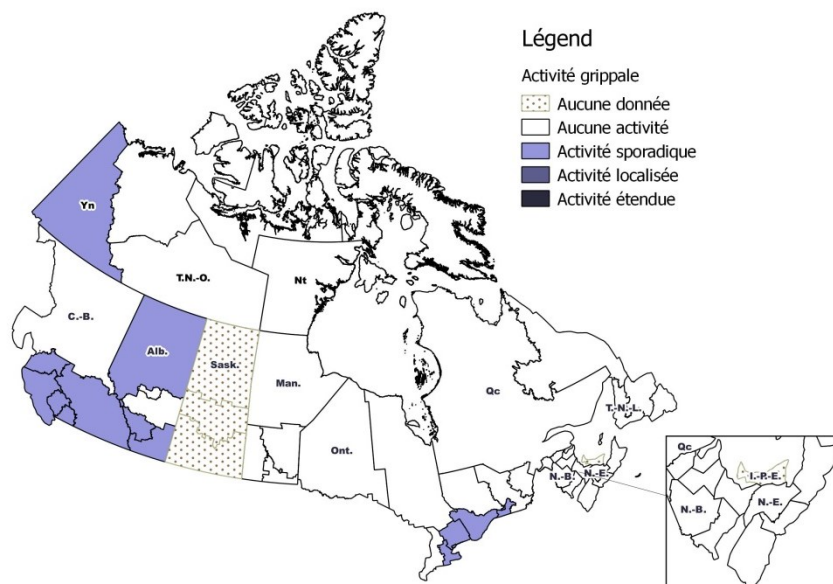 Légend
Activité grippale
Aucune donnée
Aucune activité
Activité sporadique
Activité localisée
Activité étendue
Yn
T.N.-O.
Nt
C.-B.
Alb.
Sask.
Man.
Qc
Ont.
T.-N.-L.
N.-B.
N.-E.
Qc
I.-P.-E.
N.-B.
N.-E.